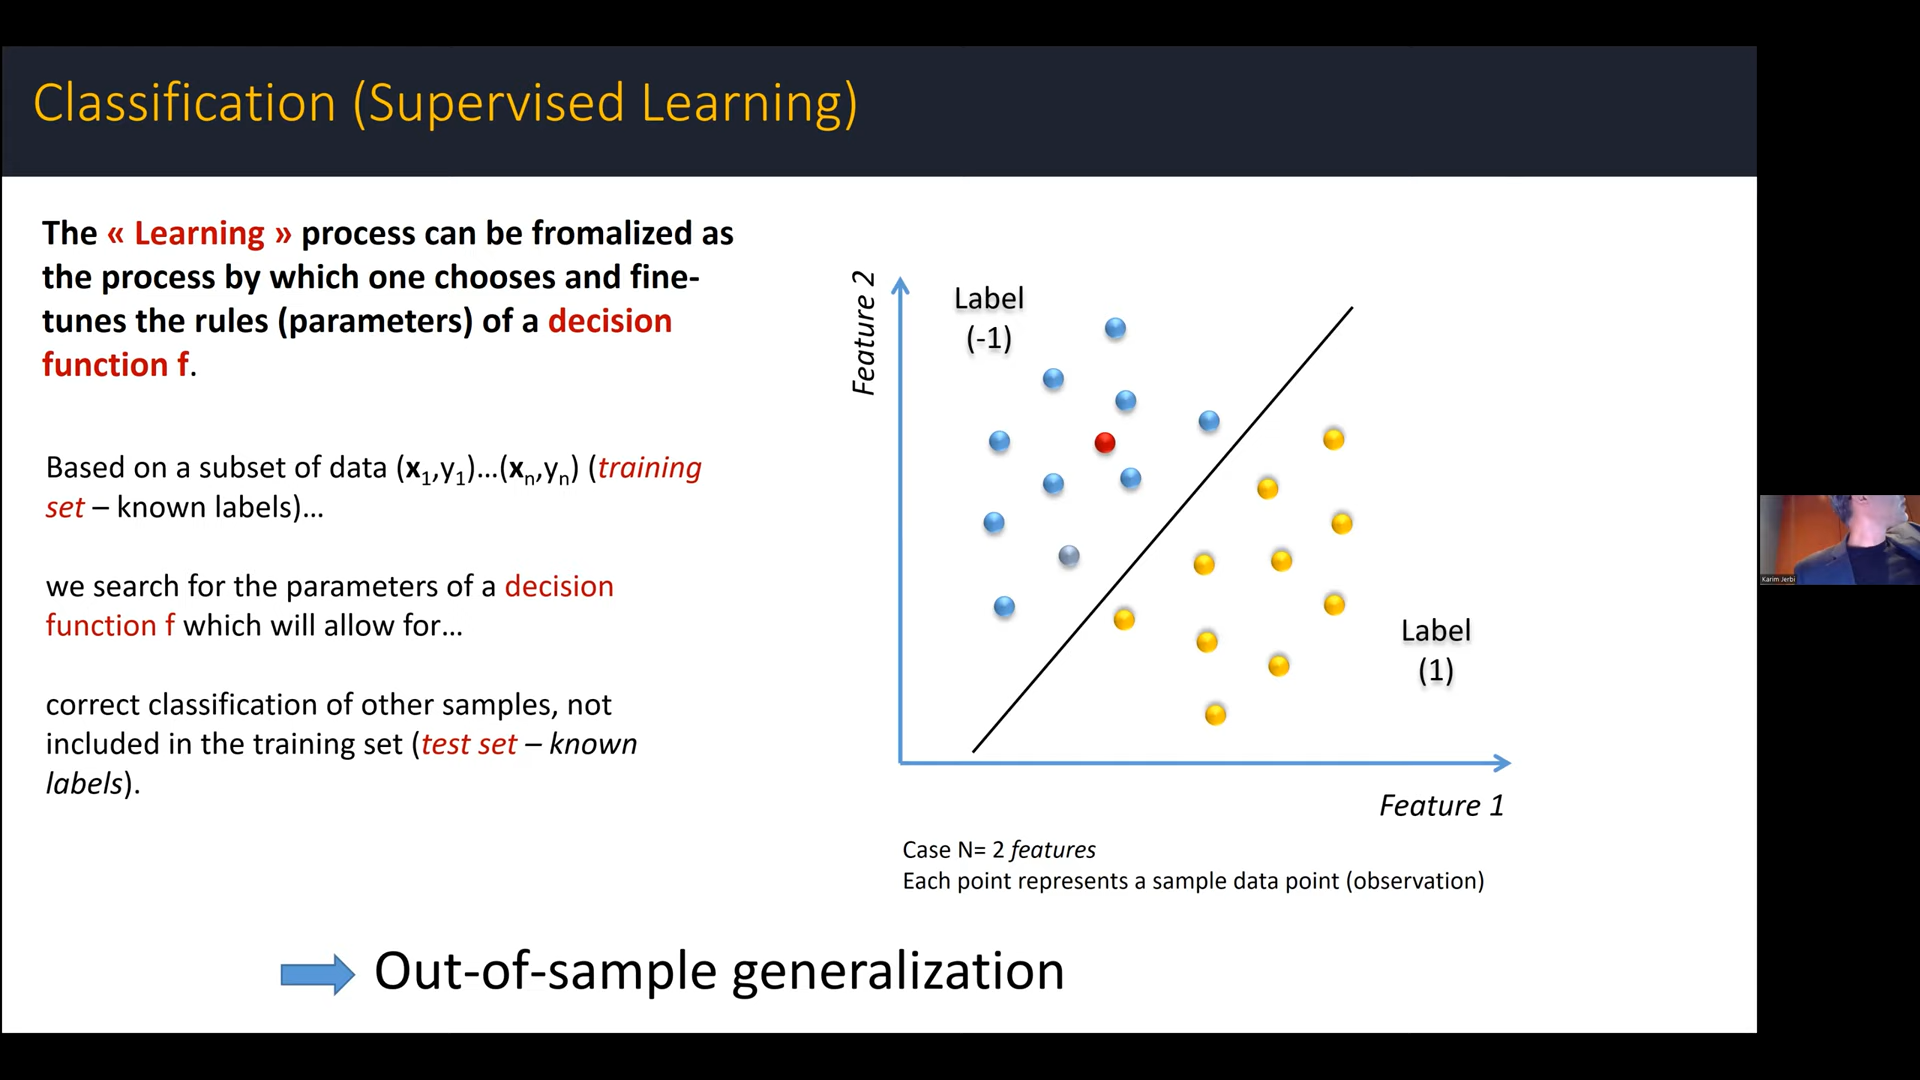 Classification (Supervised Learning)
The « Learning » process can be fromalized as
the process by which one chooses and fine-
tunes the rules (parameters) of a decision
function f.
Based on a subset of data (x1,y1)...(xn,yn) (training
set – known labels)...
we search for the parameters of a decision
function f which will allow for...
correct classification of other samples, not
included in the training set (test set – known
labels).
Feature 2
Label
(-1)
Label
(1)
Feature 1
Case N= 2 features
Each point represents a sample data point (observation)
Out-of-sample generalization
Karim Jerbi